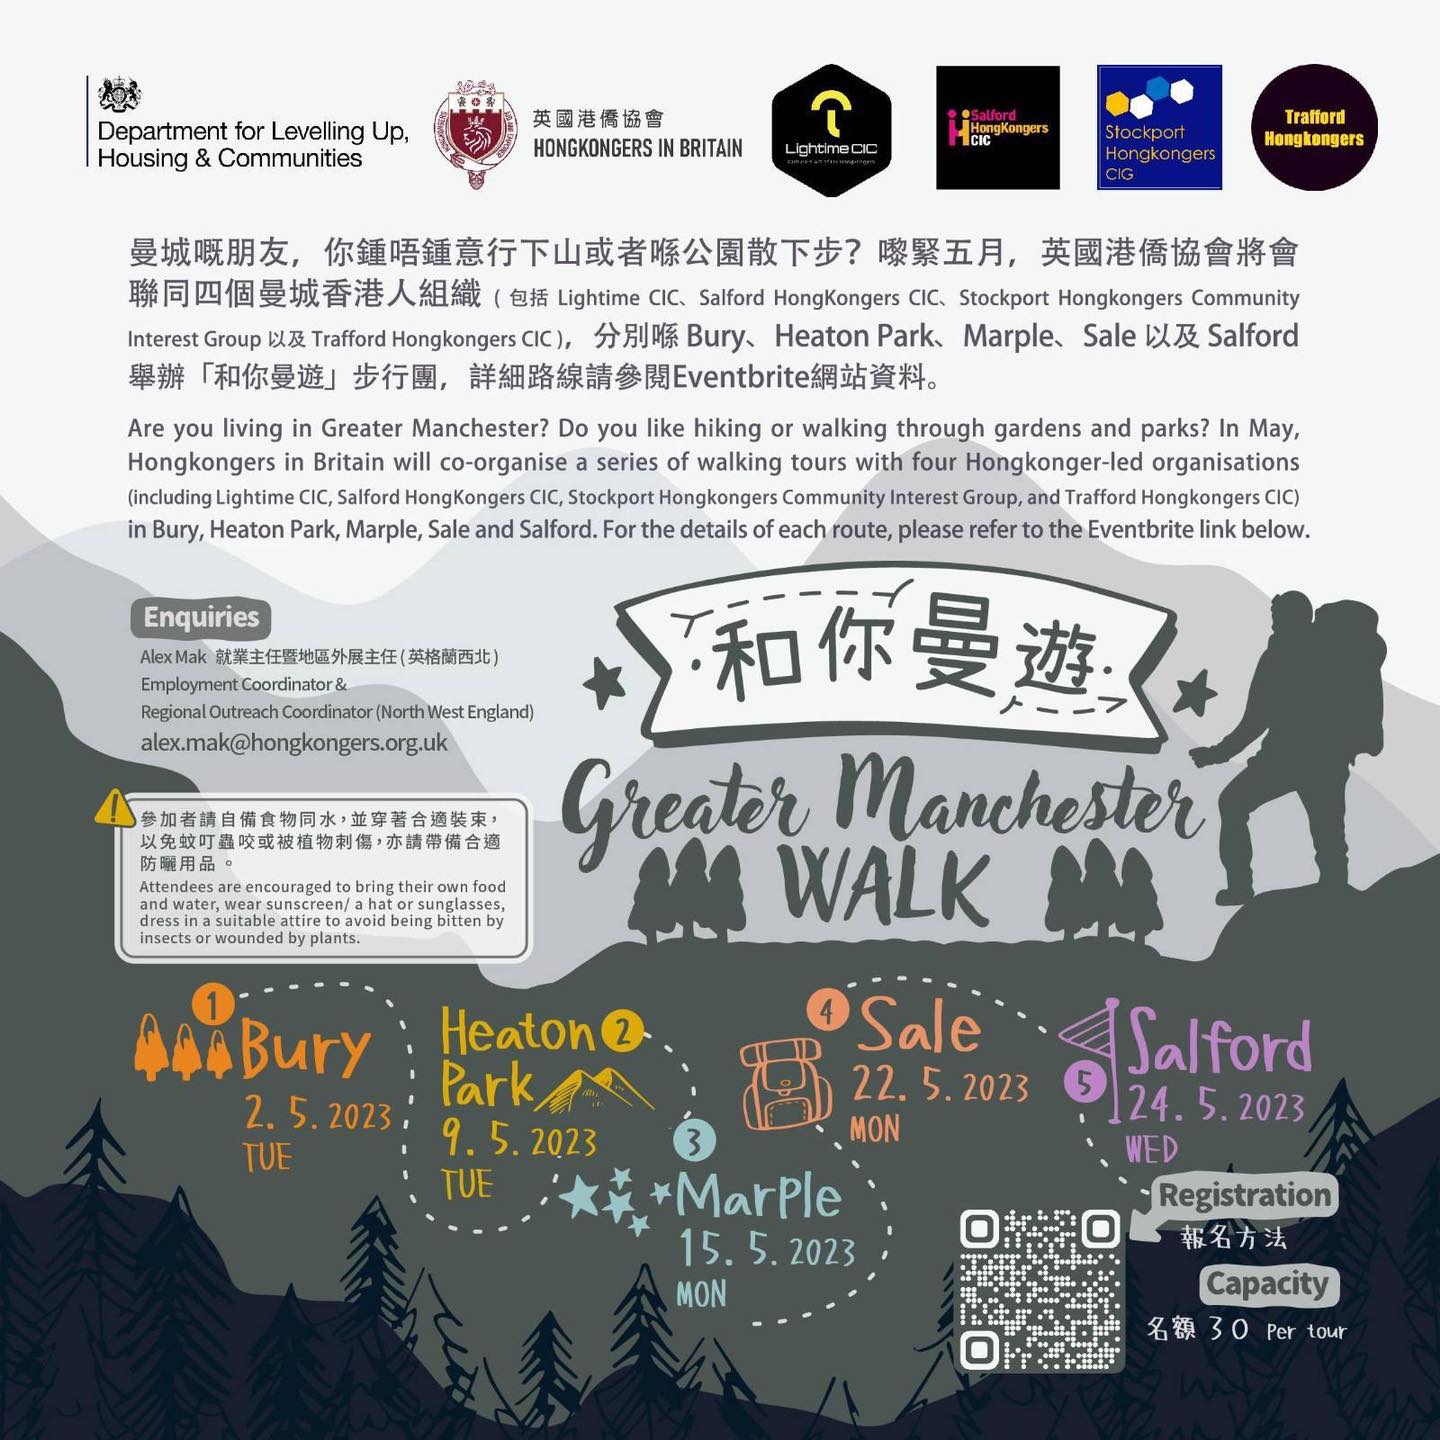 Department for Levelling Up,
Housing & Communities
英國港僑協會
HONGKONGERS IN BRITAIN
Lightime CIC
Salford
HongKongers
CIC
Stockport
Hongkongers
CIG
Trafford
Hongkongers
曼城嘅朋友，你鍾唔鍾意行下山或者喺公園散下步？嚟緊五月，英國港僑協會將會
聯同四個曼城香港人組織 ( 包括 Lightime CIC、Salford HongKongers CIC、Stockport Hongkongers Community
Interest Group 以及 Trafford Hongkongers CIC )，分別喺 Bury、Heaton Park、Marple、Sale 以及 Salford
舉辦「和你曼遊」步行團，詳細路線請參閱Eventbrite網站資料。
Are you living in Greater Manchester? Do you like hiking or walking through gardens and parks? In May,
Hongkongers in Britain will co-organise a series of walking tours with four Hongkonger-led organisations
(including Lightime CIC, Salford HongKongers CIC, Stockport Hongkongers Community Interest Group, and Trafford Hongkongers CIC)
in Bury, Heaton Park, Marple, Sale and Salford. For the details of each route, please refer to the Eventbrite link below.
Enquiries
Alex Mak 就業主任暨地區外展主任 ( 英格蘭西北 )
Employment Coordinator &
Regional Outreach Coordinator (North West England)
alex.mak@hongkongers.org.uk
和你曼遊
Greater Manchester
WALK
參加者請自備食物同水，並穿著合適裝束，
以免蚊叮蟲咬或被植物刺傷，亦請帶備合適
防曬用品。
Attendees are encouraged to bring their own food
and water, wear sunscreen/ a hat or sunglasses,
dress in a suitable attire to avoid being bitten by
insects or wounded by plants.
1
Bury
2. 5. 2023
TUE
Heaton 2
Park
9. 5. 2023
TUE
3
Marple
15. 5. 2023
MON
4 Sale
22. 5. 2023
MON
5 Salford
24. 5. 2023
WED
Registration
報名方法
Capacity
名額 30 Per tour